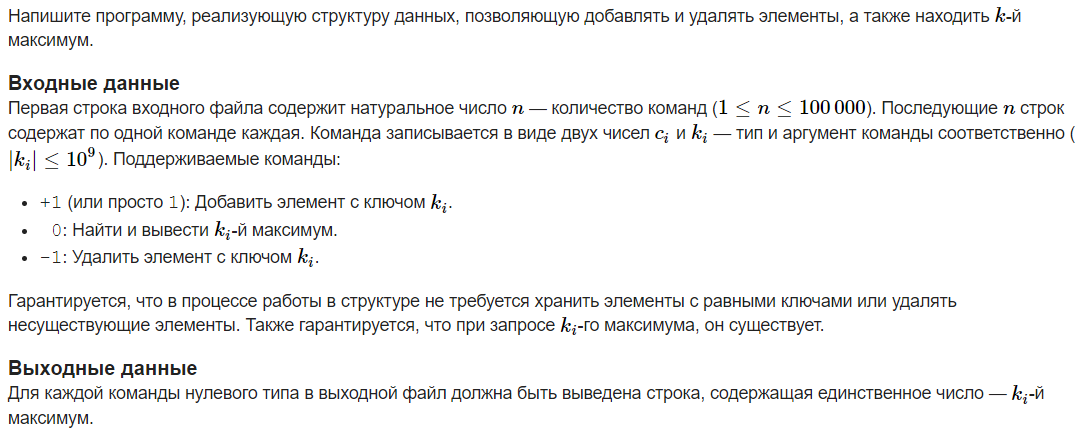 Напишите программу, реализующую структуру данных, позволяющую добавлять и удалять элементы, а также находить k-й
максимум.
Входные данные
Первая строка входного файла содержит натуральное число n — количество команд (1 ≤ n ≤ 100 000). Последующие n строк
содержат по одной команде каждая. Команда записывается в виде двух чисел c_i и k_i — тип и аргумент команды соответственно (
|k_i| ≤ 10^9). Поддерживаемые команды:
• +1 (или просто 1): Добавить элемент с ключом k_i.
• 0: Найти и вывести k_i-й максимум.
• -1: Удалить элемент с ключом k_i.
Гарантируется, что в процессе работы в структуре не требуется хранить элементы с равными ключами или удалять
несуществующие элементы. Также гарантируется, что при запросе k_i-го максимума, он существует.
Выходные данные
Для каждой команды нулевого типа в выходной файл должна быть выведена строка, содержащая единственное число — k_i-й
максимум.